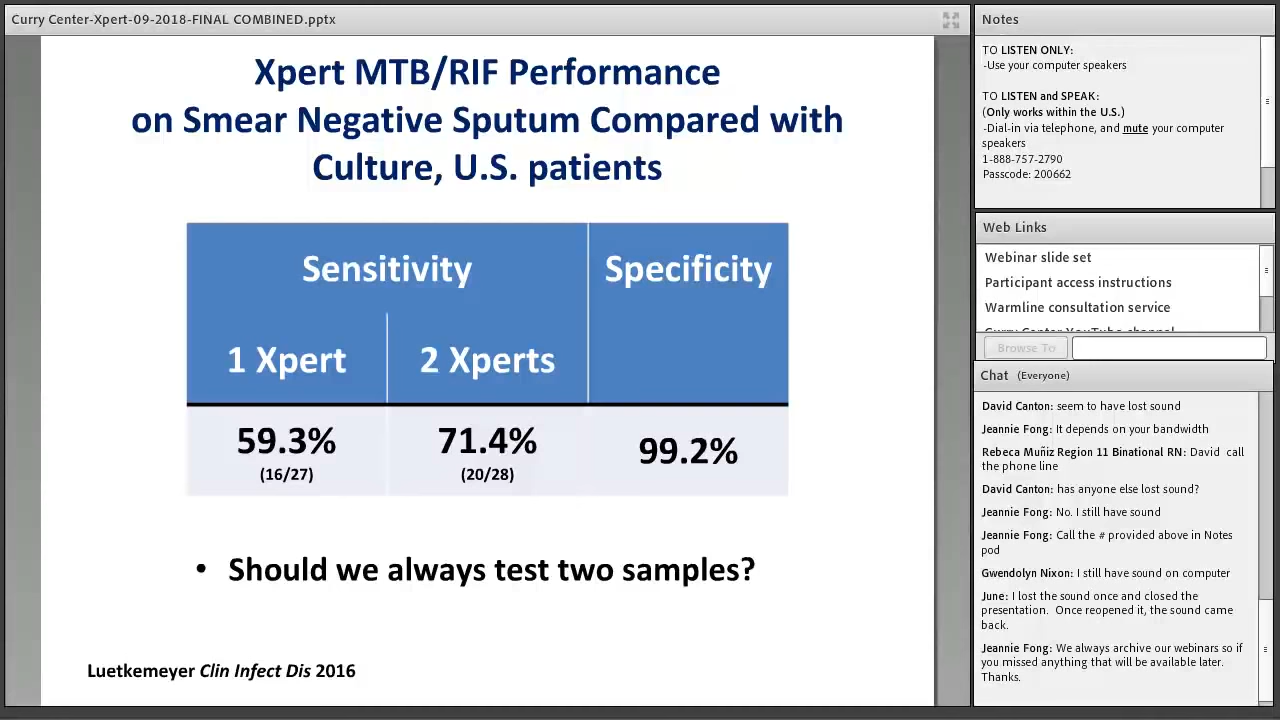 Curry Center-Xpert-09-2018-FINAL COMBINED.pptx
Xpert MTB/RIF Performance
on Smear Negative Sputum Compared with
Culture, U.S. patients
Sensitivity
Specificity
1 Xpert
2 Xperts
59.3%
(16/27)
71.4%
(20/28)
99.2%
• Should we always test two samples?
Luetkemeyer Clin Infect Dis 2016
Notes
TO LISTEN ONLY:
-Use your computer speakers
TO LISTEN and SPEAK:
(Only works within the U.S.)
-Dial-in via telephone, and mute your computer
speakers
1-888-757-2790
Passcode: 200662
Web Links
Webinar slide set
Participant access instructions
Warmline consultation service
Curry Center YouTube channel
Browse To
Chat (Everyone)
David Canton: seem to have lost sound
Jeannie Fong: It depends on your bandwidth
Rebeca Muñiz Region 11 Binational RN: David call
the phone line
David Canton: has anyone else lost sound?
Jeannie Fong: No. I still have sound
Jeannie Fong: Call the # provided above in Notes
pod
Gwendolyn Nixon: I still have sound on computer
June: I lost the sound once and closed the
presentation. Once reopened it, the sound came
back.
Jeannie Fong: We always archive our webinars so if
you missed anything that will be available later.
Thanks.